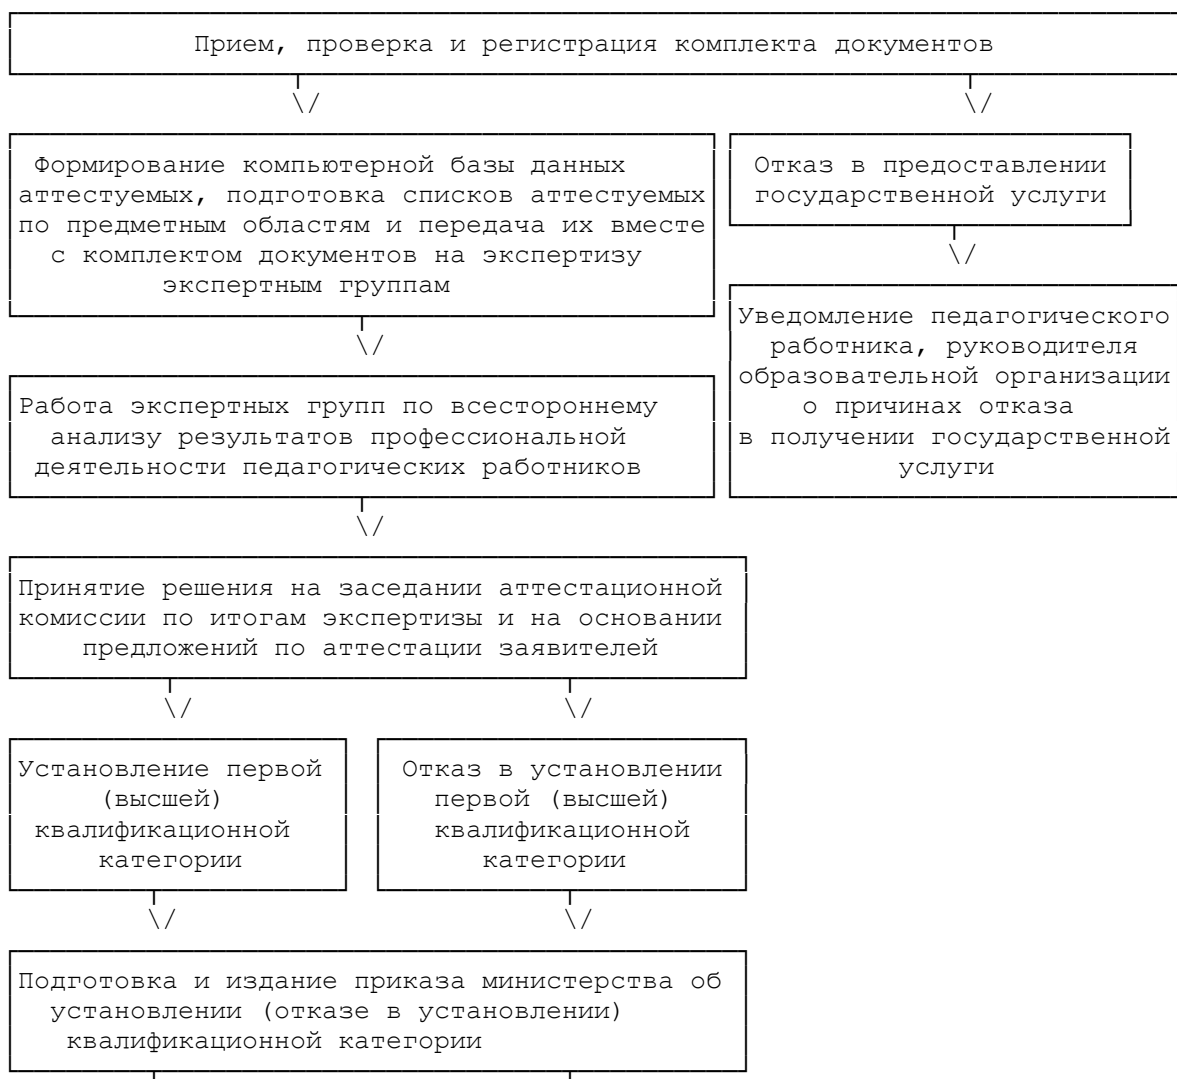 Прием, проверка и регистрация комплекта документов
\/
\/
Формирование компьютерной базы данных
аттестуемых, подготовка списков аттестуемых
по предметным областям и передача их вместе
с комплектом документов на экспертизу
экспертным группам
\/
Отказ в предоставлении
государственной услуги
\/
Уведомление педагогического
работника, руководителя
образовательной организации
о причинах отказа
в получении государственной
услуги
Работа экспертных групп по всестороннему
анализу результатов профессиональной
деятельности педагогических работников
\/
Принятие решения на заседании аттестационной
комиссии по итогам экспертизы и на основании
предложений по аттестации заявителей
\/
\/
Установление первой
(высшей)
квалификационной
категории
\/
Отказ в установлении
первой (высшей)
квалификационной
категории
\/
Подготовка и издание приказа министерства об
установлении (отказе в установлении)
квалификационной категории